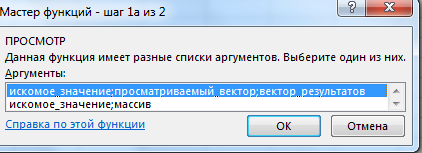 Мастер функций - шаг 1а из 2
ПРОСМОТР
Данная функция имеет разные списки аргументов. Выберите один из них.
Аргументы:
искомое_значение;просматриваемый_вектор;вектор_результатов
искомое_значение;массив
Справка по этой функции
ОК
Отмена